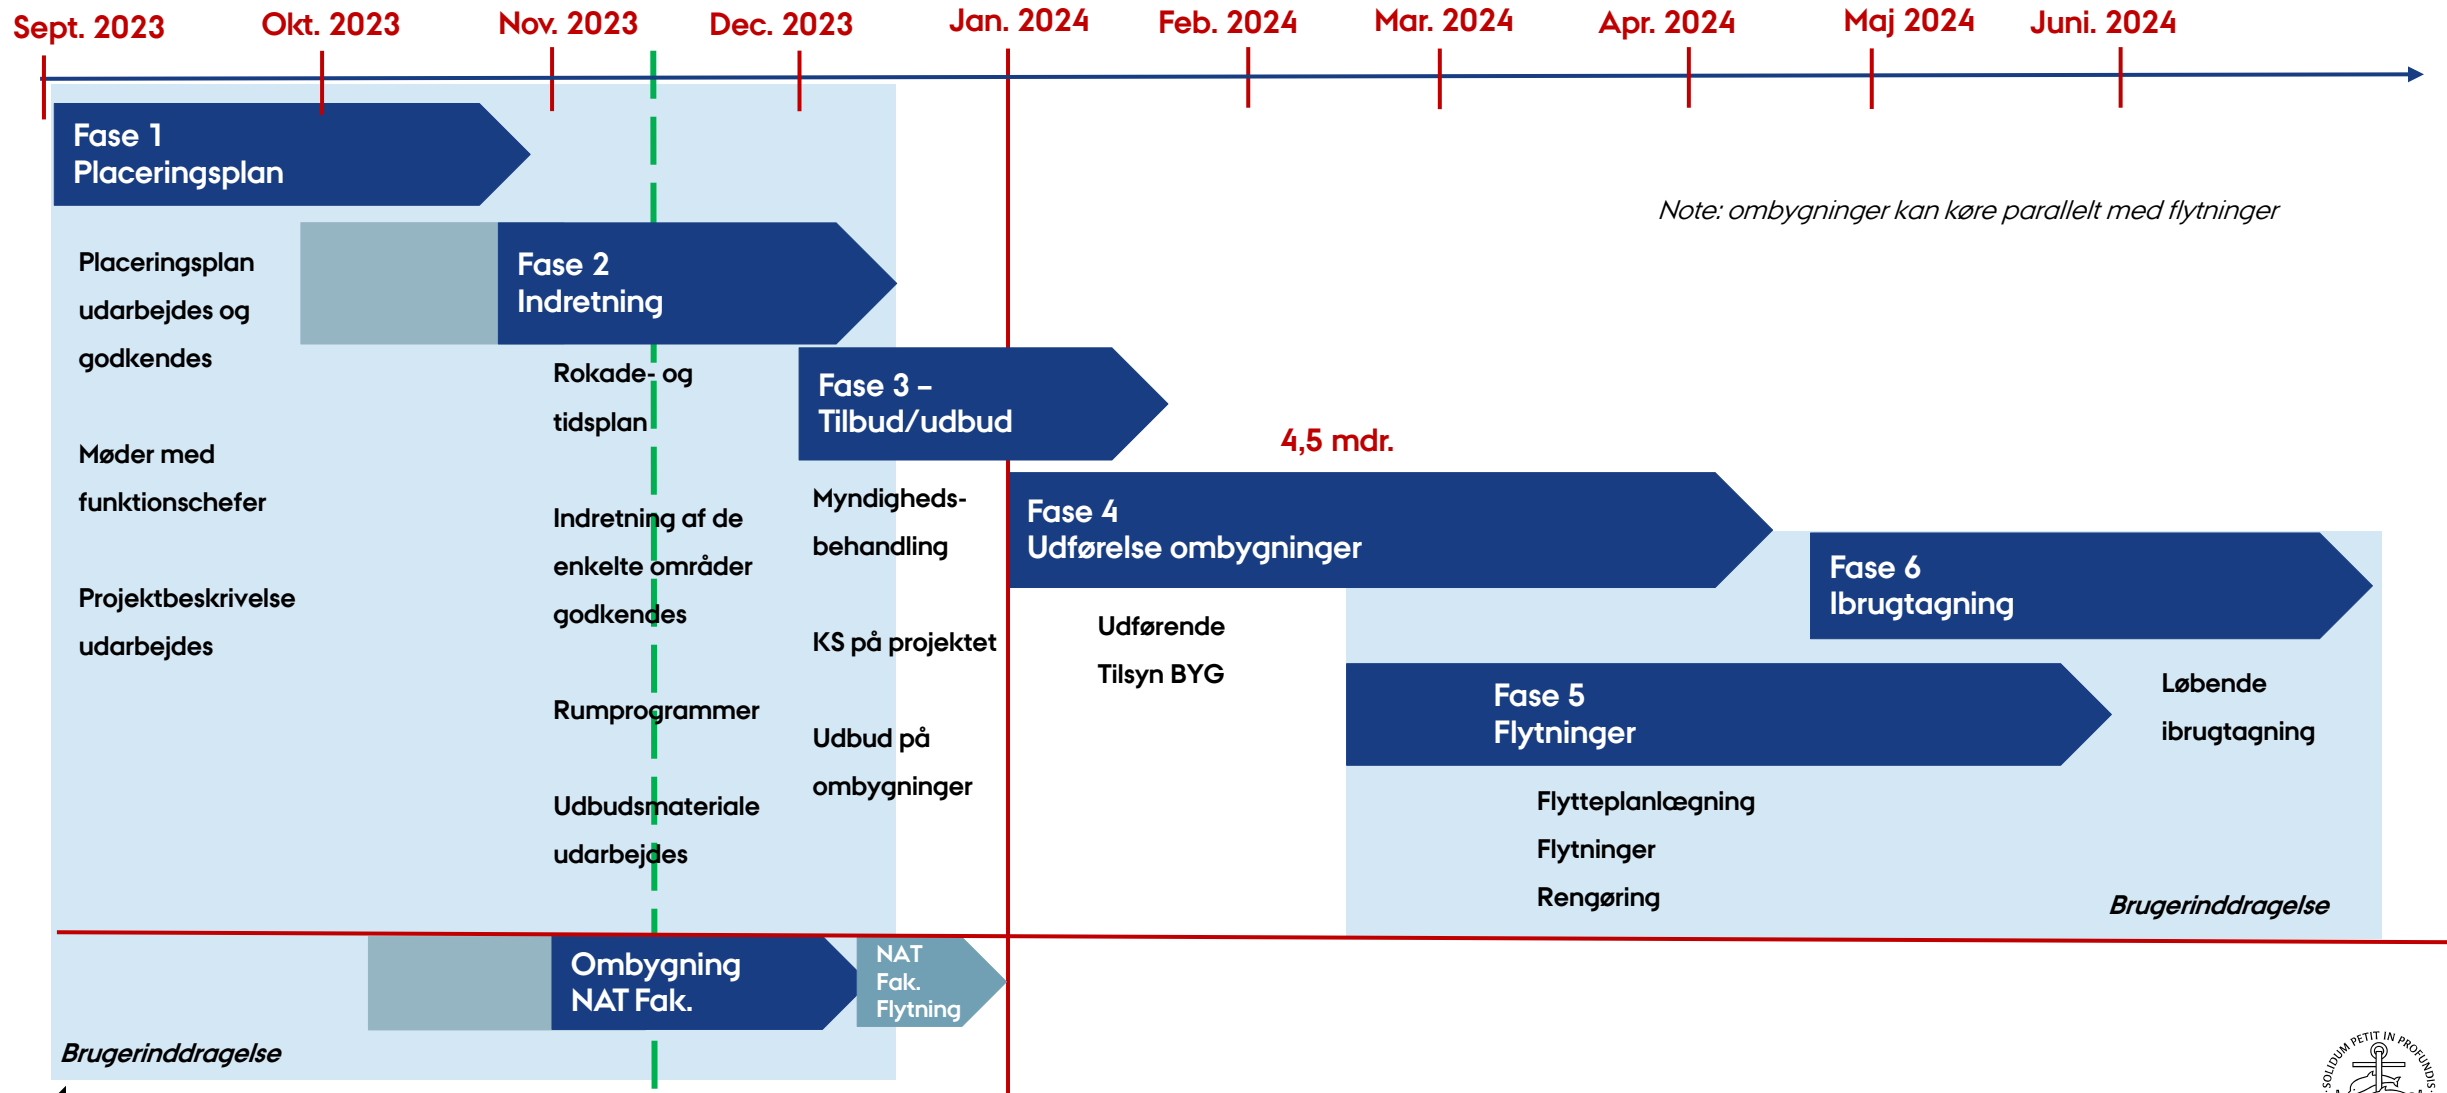 Sept. 2023
Okt. 2023
Nov. 2023
Dec. 2023
Jan. 2024
Feb. 2024
Mar. 2024
Apr. 2024
Maj 2024
Juni. 2024
Fase 1
Placeringsplan
Note: ombygninger kan køre parallelt med flytninger
Placeringsplan
udarbejdes og
godkendes
Møder med
funktionschefer
Projektbeskrivelse
udarbejdes
Fase 2
Indretning
Rokade- og
tidsplan
Indretning af de
enkelte områder
godkendes
Rumprogrammer
Udbudsmateriale
udarbejdes
Fase 3 –
Tilbud/udbud
Myndigheds-
behandling
KS på projektet
Udbud på
ombygninger
4,5 mdr.
Fase 4
Udførelse ombygninger
Udførende
Tilsyn BYG
Fase 6
Ibrugtagning
Løbende
ibrugtagning
Fase 5
Flytninger
Flytteplanlægning
Flytninger
Rengøring
Brugerinddragelse
Ombygning
NAT Fak.
NAT
Fak.
Flytning
Brugerinddragelse
SOLIDUM PETIT IN PROFUNDIS